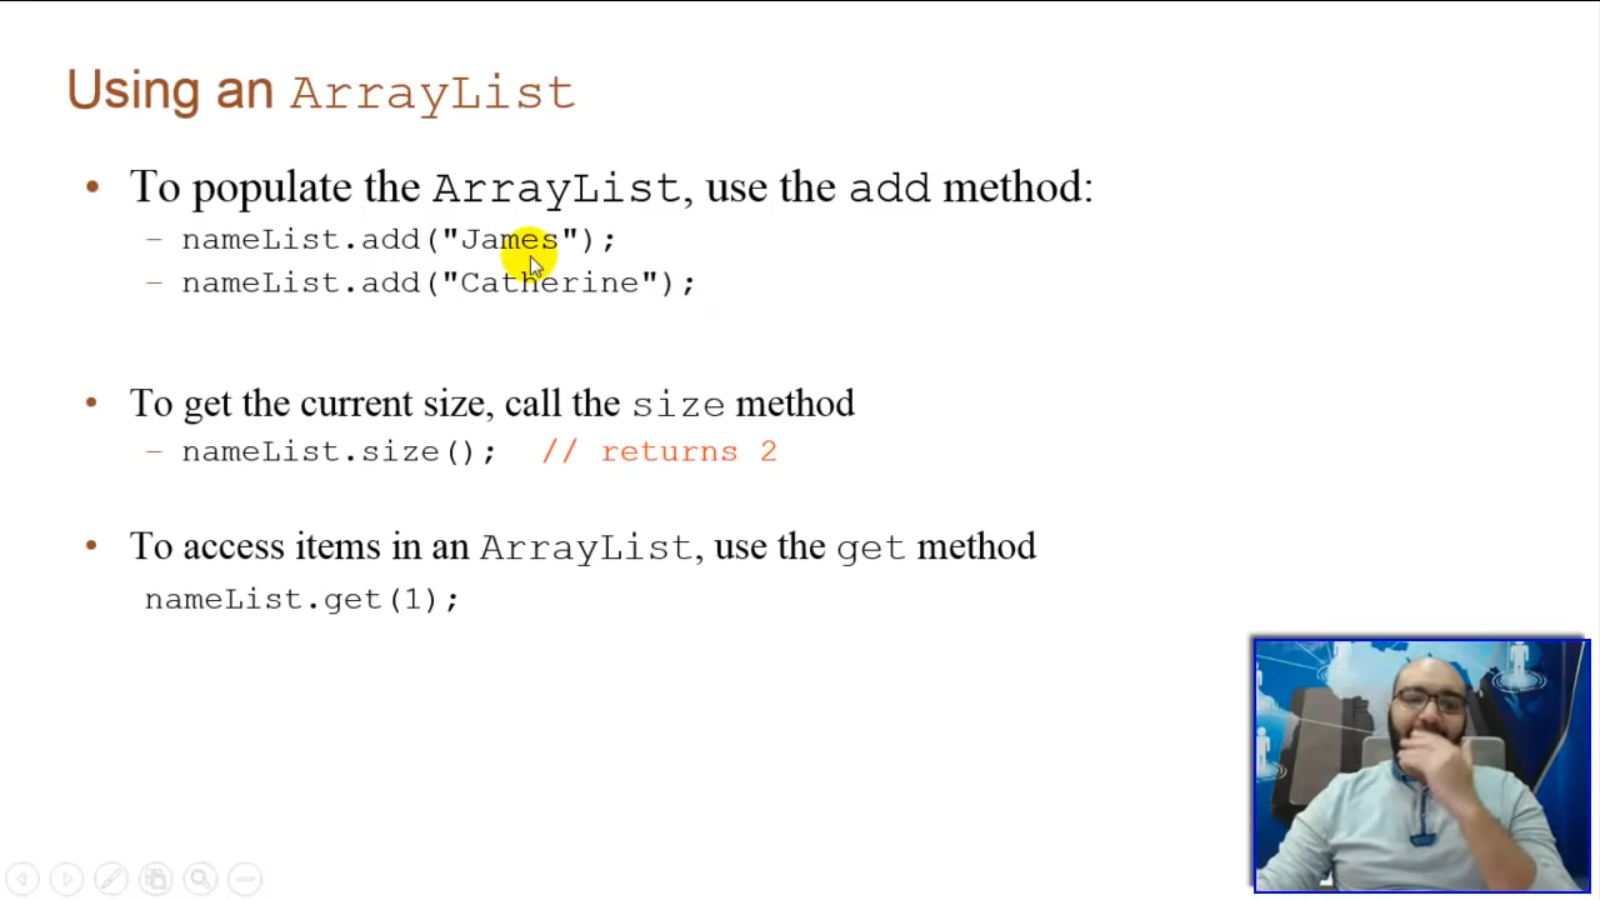 Using an ArrayList
• To populate the ArrayList, use the add method:
– nameList.add("James");
– nameList.add("Catherine");
• To get the current size, call the size method
– nameList.size(); // returns 2
• To access items in an ArrayList, use the get method
nameList.get(1);